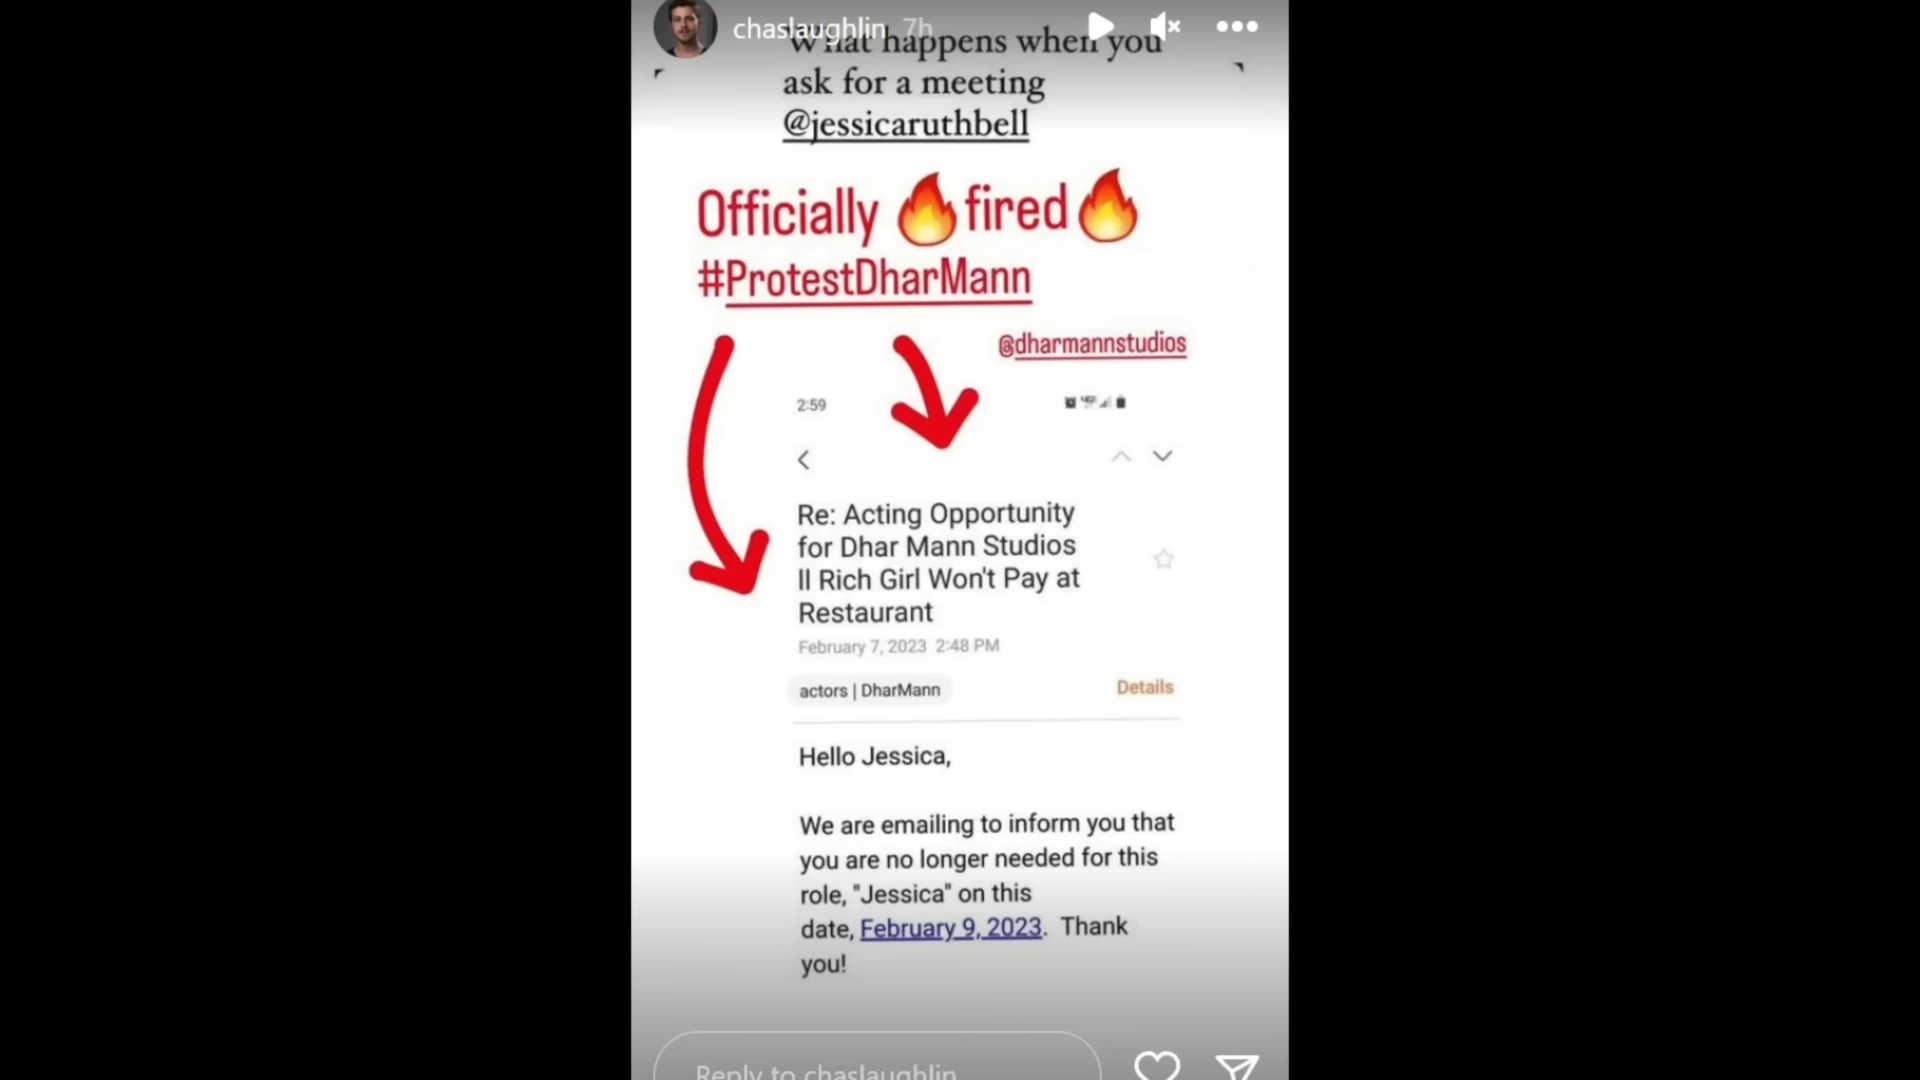 chaslaughlin 7h
What happens when you
ask for a meeting
@jessicaruthbell
Officially 🔥fired🔥
#ProtestDharMann
@dharmannstudios
2:59
Re: Acting Opportunity
for Dhar Mann Studios
ll Rich Girl Won't Pay at
Restaurant
February 7, 2023 2:48 PM
actors | DharMann
Details
Hello Jessica,
We are emailing to inform you that
you are no longer needed for this
role, "Jessica" on this
date, February 9, 2023. Thank
you!
Reply to chaslaughlin